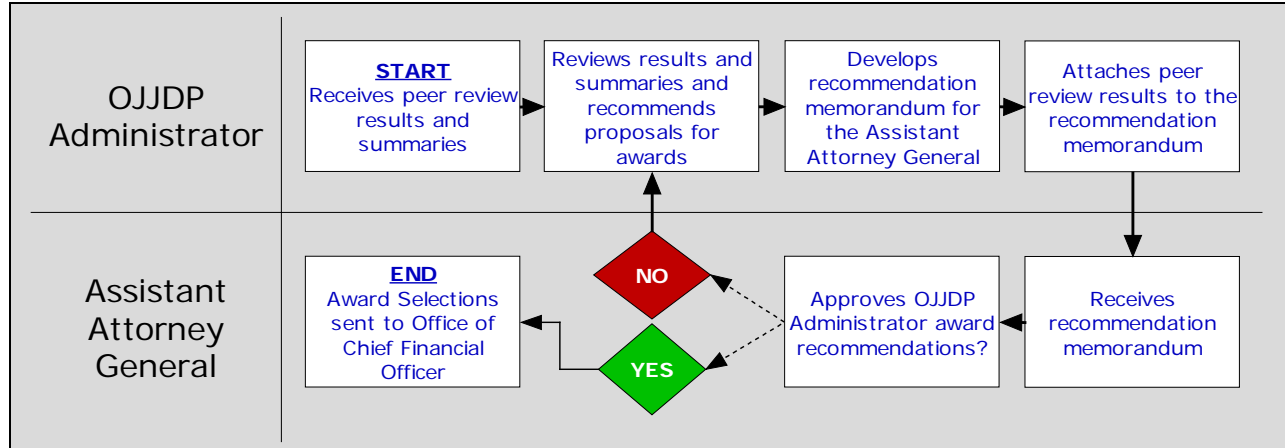 OJJDP
Administrator
START
Receives peer review
results and
summaries
Reviews results and
summaries and
recommends
proposals for
awards
Develops
recommendation
memorandum for
the Assistant
Attorney General
Attaches peer
review results to the
recommendation
memorandum
Assistant
Attorney
General
END
Award Selections
sent to Office of
Chief Financial
Officer
NO
YES
Approves OJJDP
Administrator award
recommendations?
Receives
recommendation
memorandum